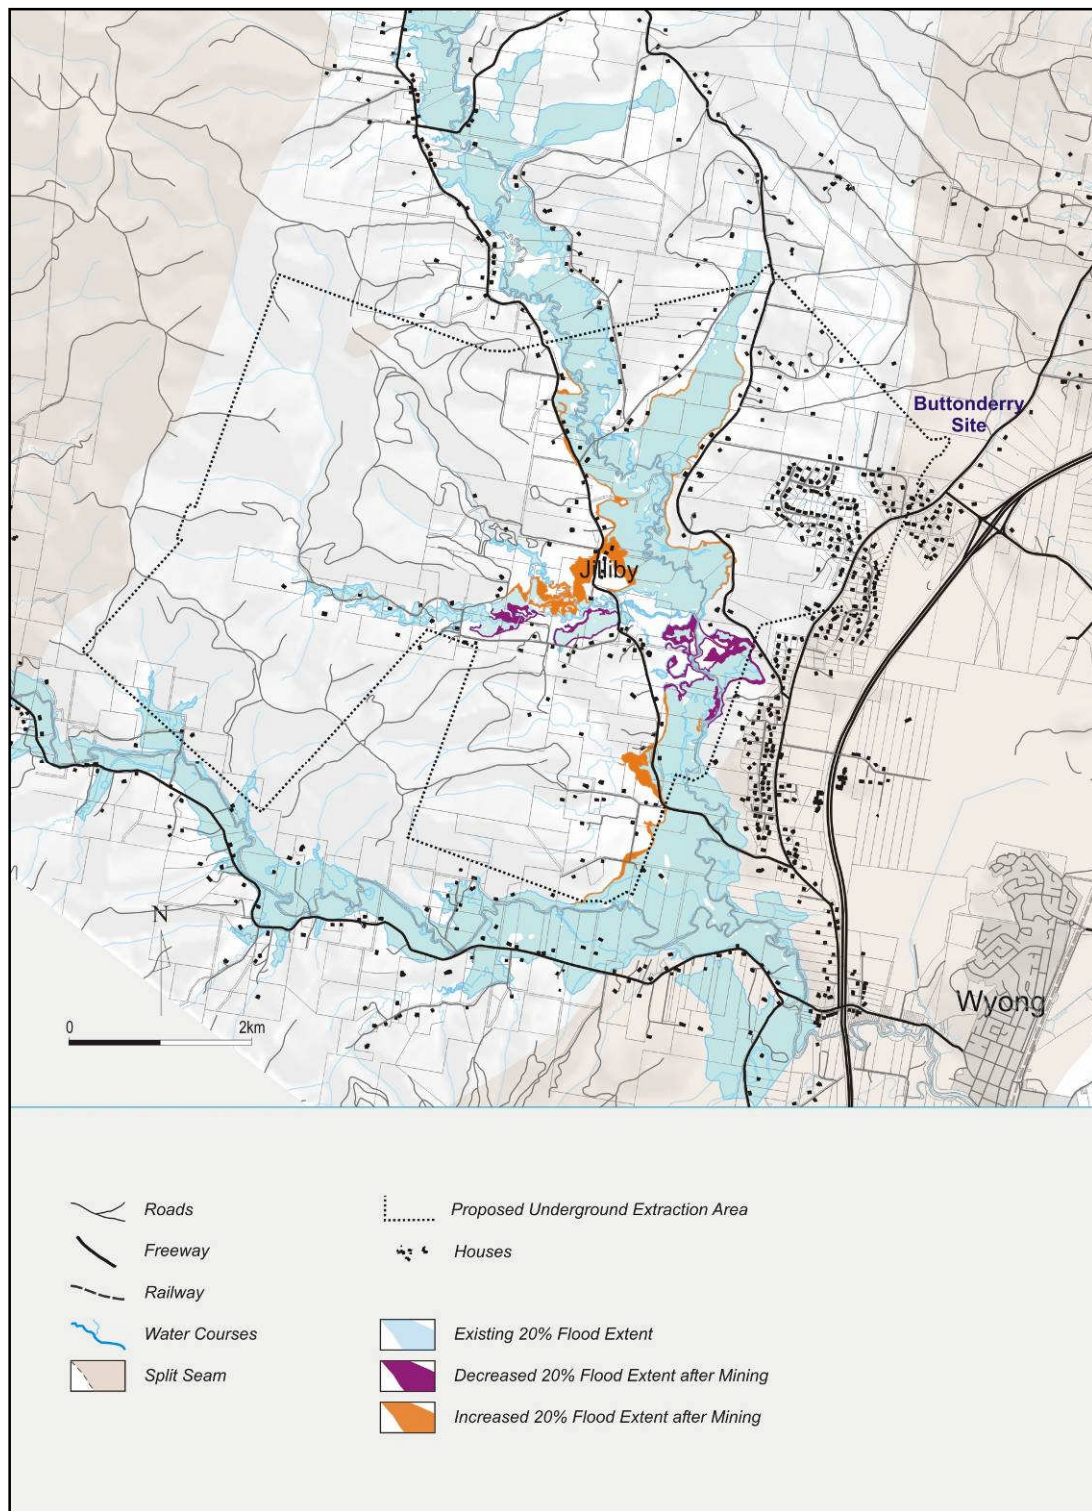 Buttonderry
Site
Jilliby
N
0 2km
Wyong
Roads
Freeway
Railway
Water Courses
Split Seam
Proposed Underground Extraction Area
Houses
Existing 20% Flood Extent
Decreased 20% Flood Extent after Mining
Increased 20% Flood Extent after Mining